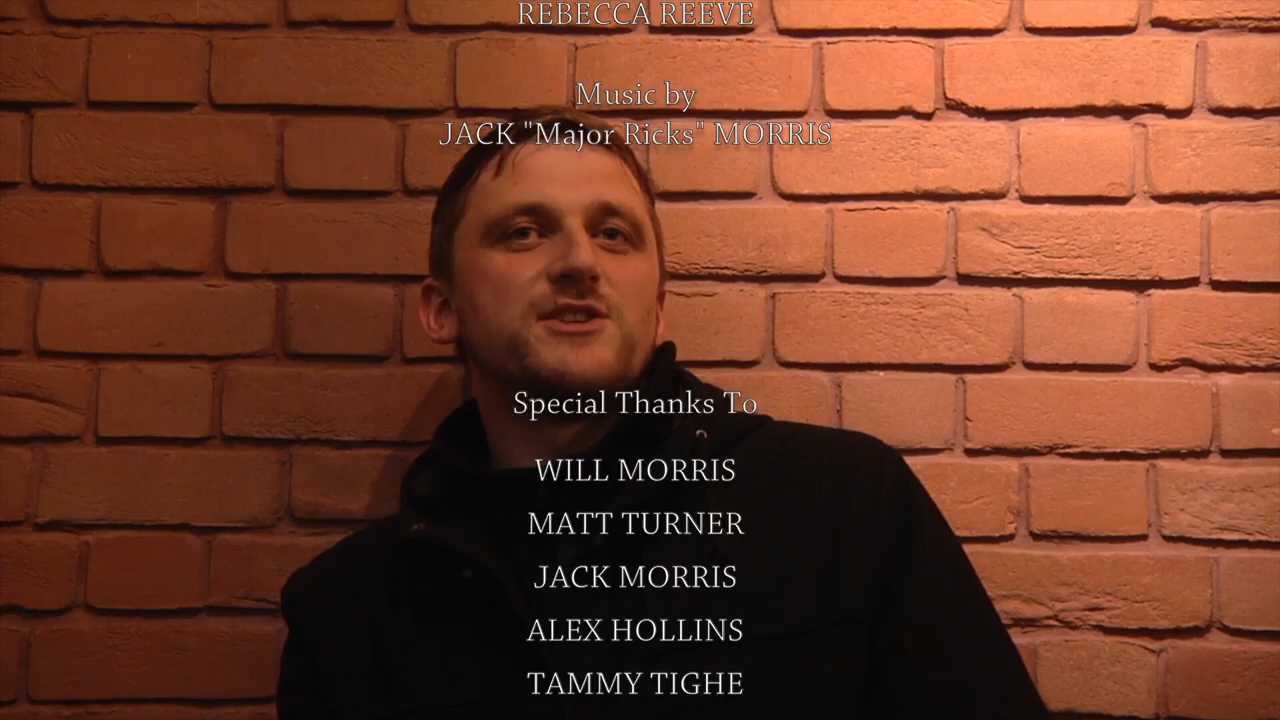 REBECCA REEVE
Music by
JACK "Major Ricks" MORRIS
Special Thanks To
WILL MORRIS
MATT TURNER
JACK MORRIS
ALEX HOLLINS
TAMMY TIGHE